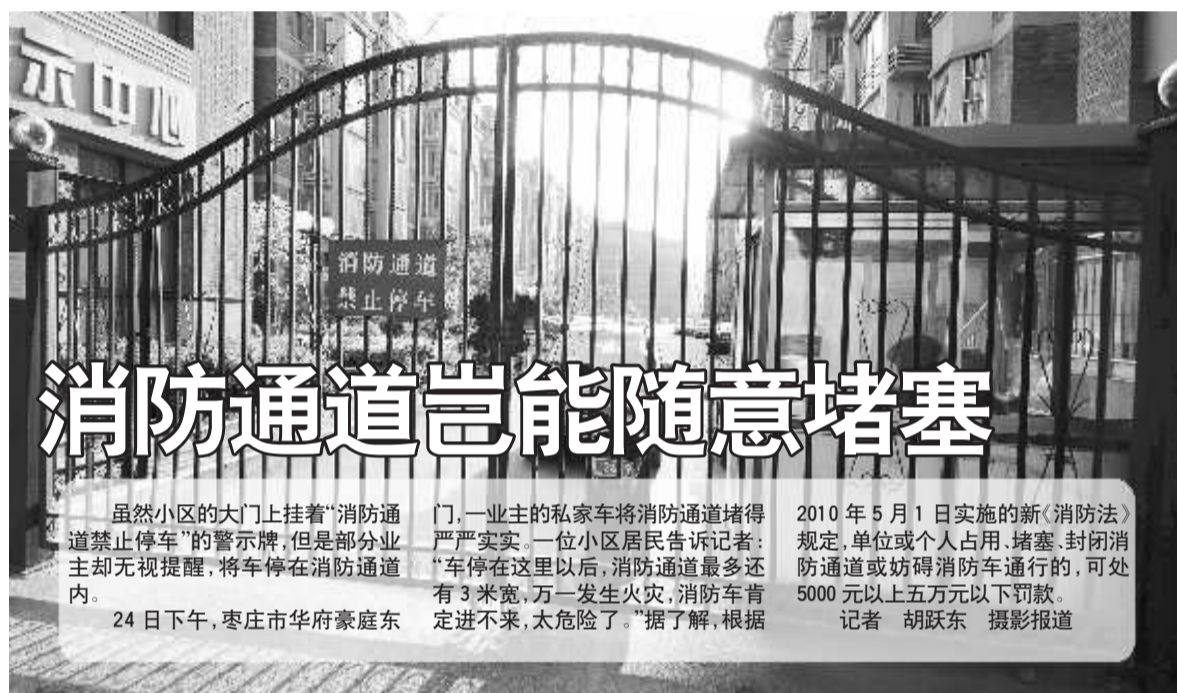 示中心
消防通道
禁止停车
消防通道岂能随意堵塞
虽然小区的大门上挂着“消防通
道禁止停车”的警示牌,但是部分业
主却无视提醒,将车停在消防通道
内。
24 日下午,枣庄市华府豪庭东
门,一业主的私家车将消防通道堵得
严严实实。一位小区居民告诉记者:
“车停在这里以后,消防通道最多还
有 3 米宽,万一发生火灾,消防车肯
定进不来,太危险了。”据了解,根据
2010 年 5 月 1 日实施的新《消防法》
规定,单位或个人占用、堵塞、封闭消
防通道或妨碍消防车通行的,可处
5000 元以上五万元以下罚款。
记者 胡跃东 摄影报道